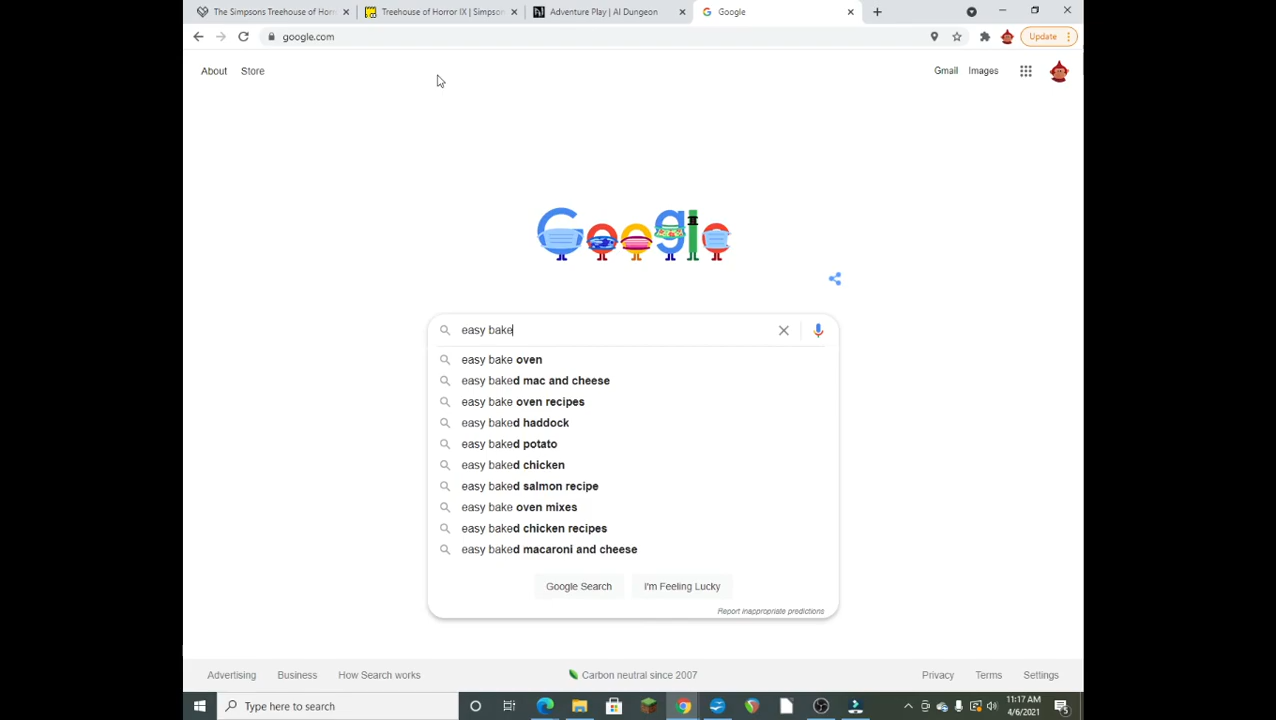 The Simpsons Treehouse of Horr
Treehouse of Horror IX | Simpson
Adventure Play | AI Dungeon
Google
google.com
Update
About
Store
Gmail
Images
Google
easy bake
easy bake oven
easy baked mac and cheese
easy bake oven recipes
easy baked haddock
easy baked potato
easy baked chicken
easy baked salmon recipe
easy bake oven mixes
easy baked chicken recipes
easy baked macaroni and cheese
Google Search
I'm Feeling Lucky
Report inappropriate predictions
Advertising
Business
How Search works
Carbon neutral since 2007
Privacy
Terms
Settings
Type here to search
11:17 AM
4/6/2021
5